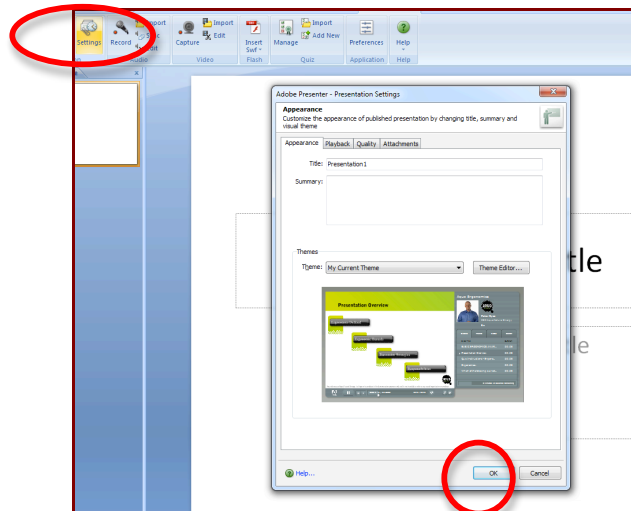 Import
Import
Import
Sync
Add New
Edit
Edit
Settings
Record
Capture
Insert
Swf
Manage
Preferences
Help
Audio
Video
Flash
Quiz
Application
Help
x
Adobe Presenter - Presentation Settings
Appearance
Customize the appearance of published presentation by changing title, summary and
visual theme
Appearance Playback Quality Attachments
Title: Presentation1
Summary:
Themes
Theme: My Current Theme Theme Editor...
Presentation Overview
tle
tle
Help... OK Cancel